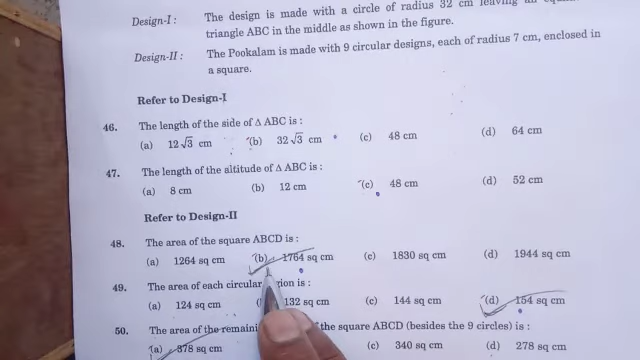 Design-I : The design is made with a circle of radius 32 cm leaving an
triangle ABC in the middle as shown in the figure.
Design-II : The Pookalam is made with 9 circular designs, each of radius 7 cm, enclosed in
a square.
Refer to Design-I
46. The length of the side of Δ ABC is :
(a) 12 √3 cm (b) 32 √3 cm (c) 48 cm (d) 64 cm
47. The length of the altitude of Δ ABC is :
(a) 8 cm (b) 12 cm (c) 48 cm (d) 52 cm
Refer to Design-II
48. The area of the square ABCD is :
(a) 1264 sq cm (b) 1764 sq cm (c) 1830 sq cm (d) 1944 sq cm
49. The area of each circular is :
(a) 124 sq cm 132 sq cm (c) 144 sq cm (d) 154 sq cm
50. The area of the the square ABCD (besides the 9 circles) is :
(a) 378 sq cm (c) 340 sq cm (d) 278 sq cm